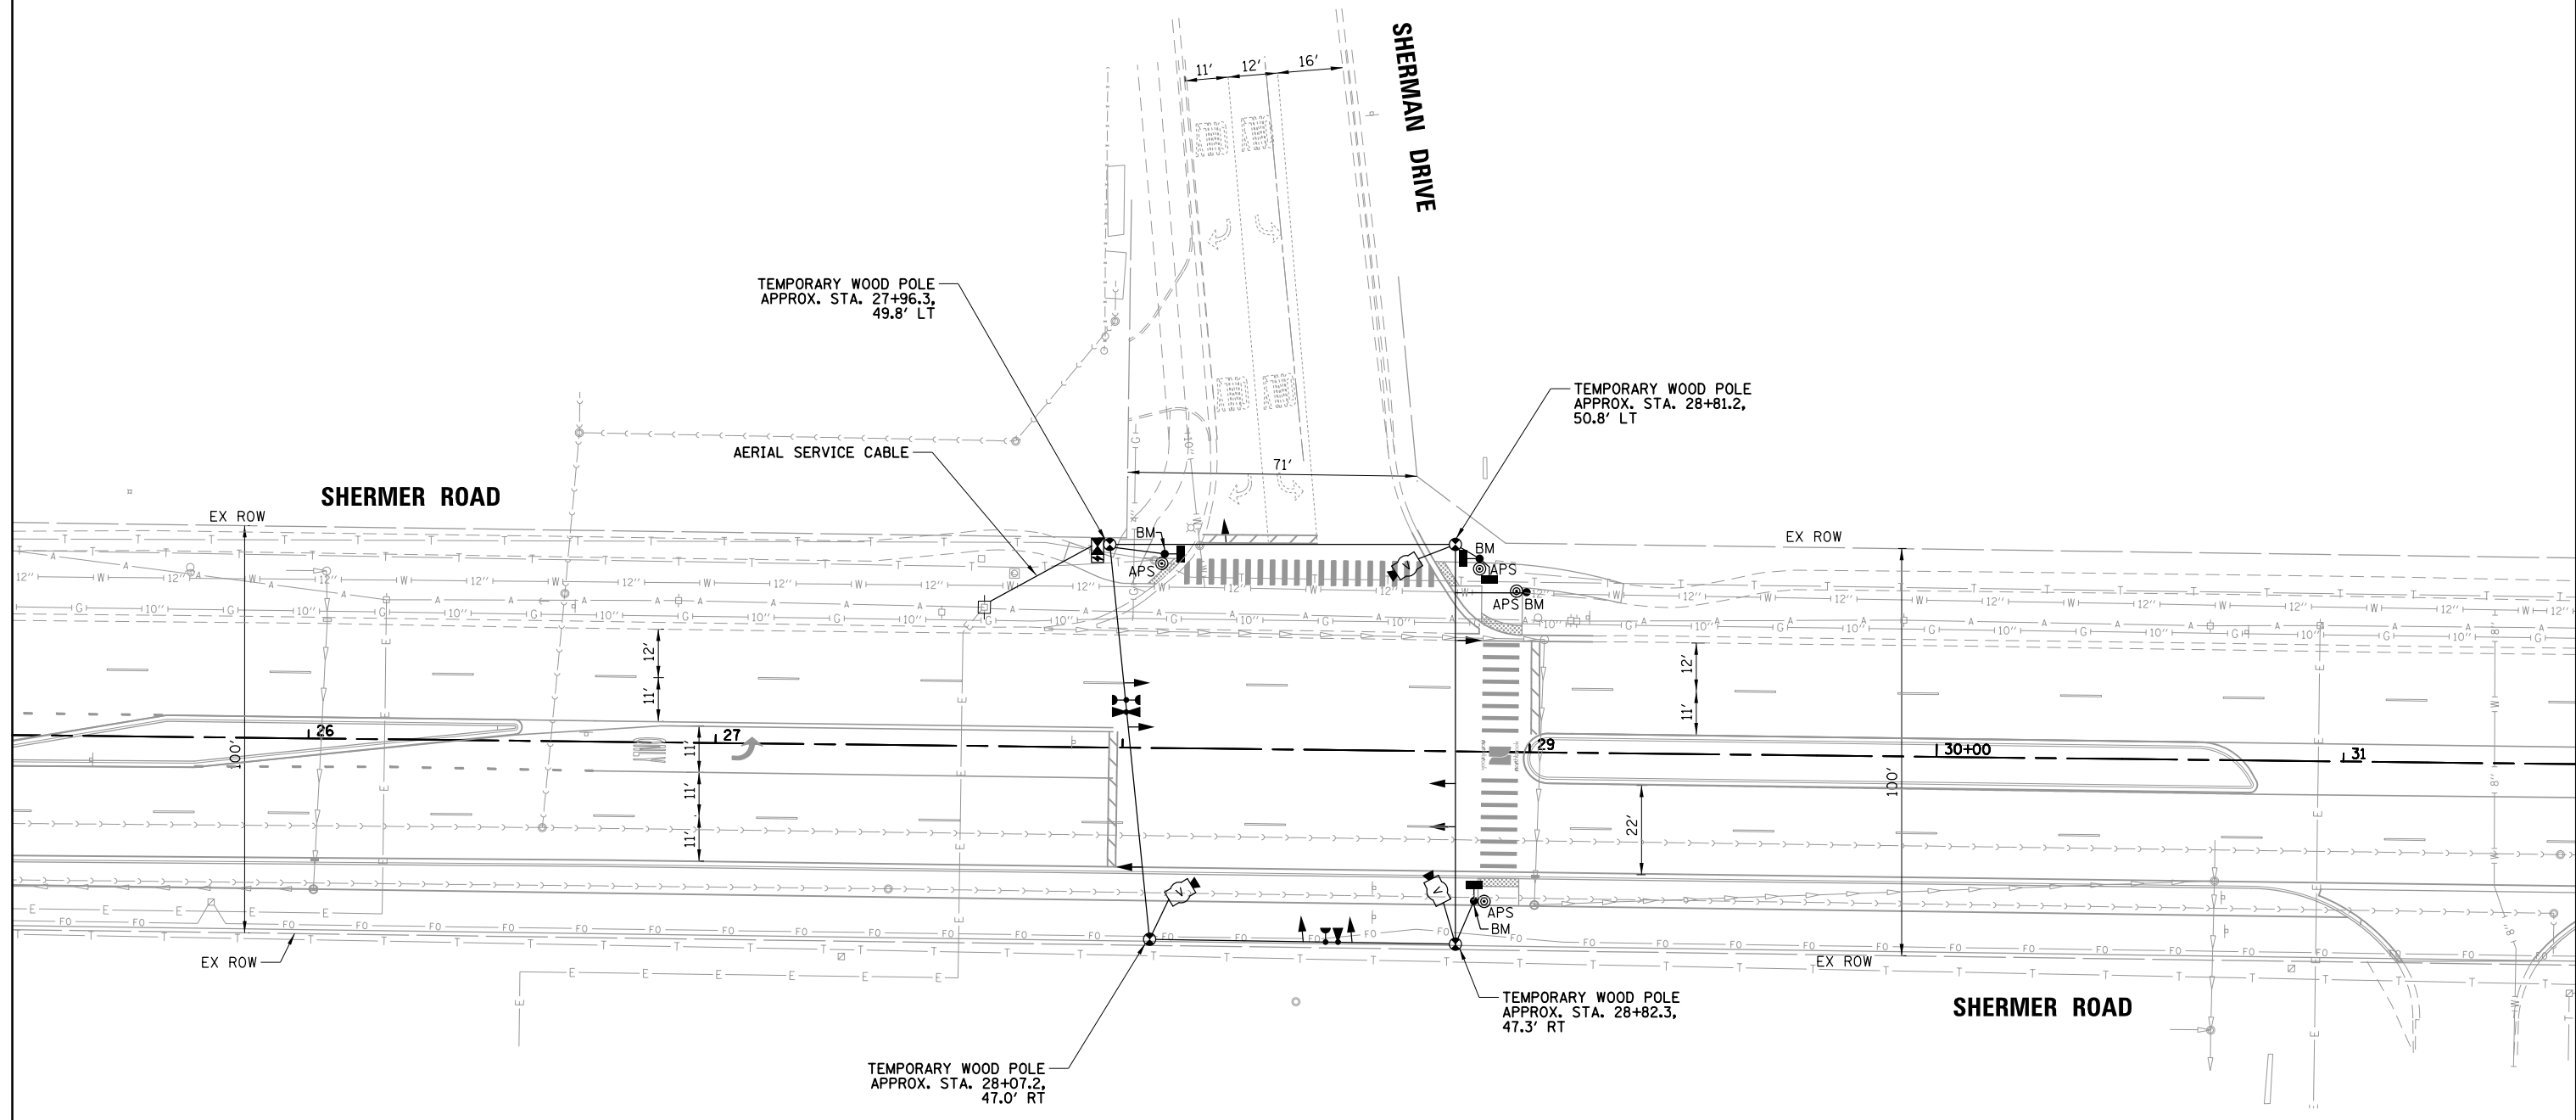 SHERMAN DRIVE
11' 12' 16'
TEMPORARY WOOD POLE
APPROX. STA. 27+96.3,
49.8' LT
TEMPORARY WOOD POLE
APPROX. STA. 28+81.2,
50.8' LT
AERIAL SERVICE CABLE
71'
SHERMER ROAD
EX ROW
BM
APS
BM
APS
APS BM
EX ROW
12'
11'
12'
11'
26
27
29
30+00
31
100'
11'
11'
11'
22'
100'
APS
BM
EX ROW
EX ROW
TEMPORARY WOOD POLE
APPROX. STA. 28+82.3,
47.3' RT
SHERMER ROAD
TEMPORARY WOOD POLE
APPROX. STA. 28+07.2,
47.0' RT